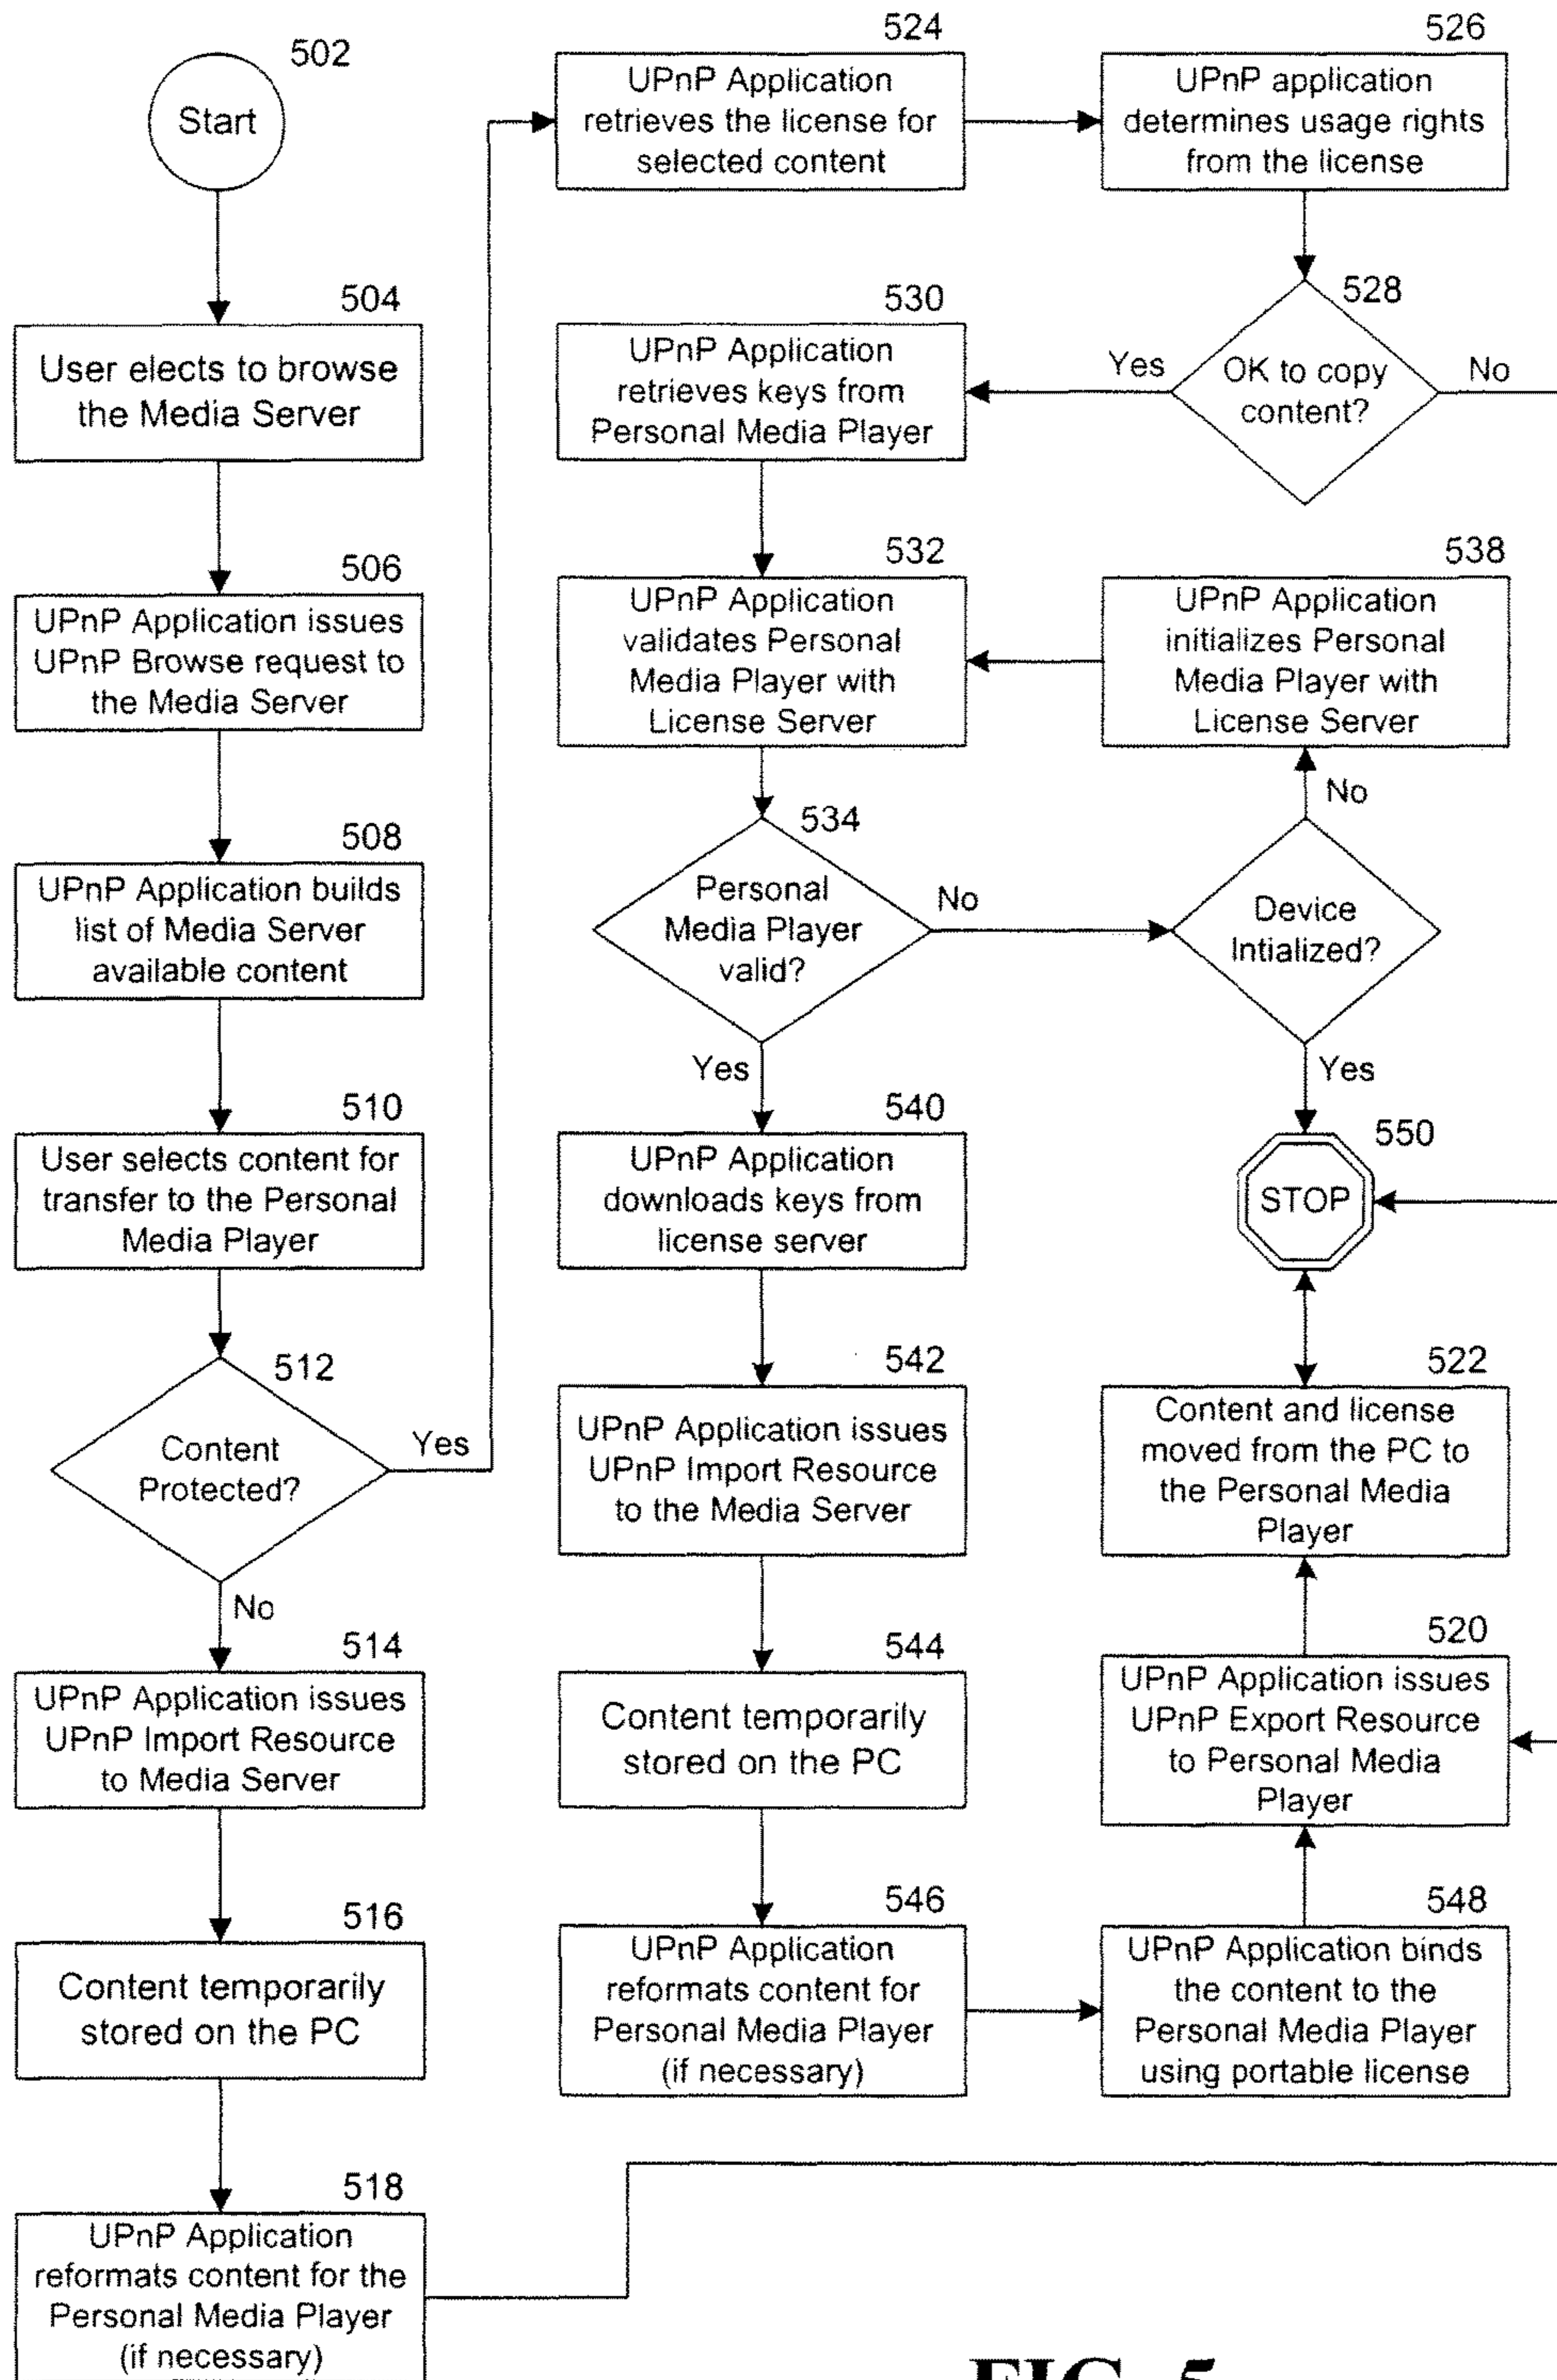 502
Start
504
User elects to browse
the Media Server
506
UPnP Application issues
UPnP Browse request to
the Media Server
508
UPnP Application builds
list of Media Server
available content
510
User selects content for
transfer to the Personal
Media Player
512
Content
Protected?
Yes
No
514
UPnP Application issues
UPnP Import Resource
to Media Server
516
Content temporarily
stored on the PC
518
UPnP Application
reformats content for the
Personal Media Player
(if necessary)
524
UPnP Application
retrieves the license for
selected content
526
UPnP application
determines usage rights
from the license
528
OK to copy
content?
Yes
No
530
UPnP Application
retrieves keys from
Personal Media Player
532
UPnP Application
validates Personal
Media Player with
License Server
538
UPnP Application
initializes Personal
Media Player with
License Server
534
Personal
Media Player
valid?
No
Yes
Device
Intialized?
No
Yes
540
UPnP Application
downloads keys from
license server
550
STOP
542
UPnP Application issues
UPnP Import Resource
to the Media Server
522
Content and license
moved from the PC to
the Personal Media
Player
544
Content temporarily
stored on the PC
520
UPnP Application issues
UPnP Export Resource
to Personal Media
Player
546
UPnP Application
reformats content for
Personal Media Player
(if necessary)
548
UPnP Application binds
the content to the
Personal Media Player
using portable license
FIG. 5